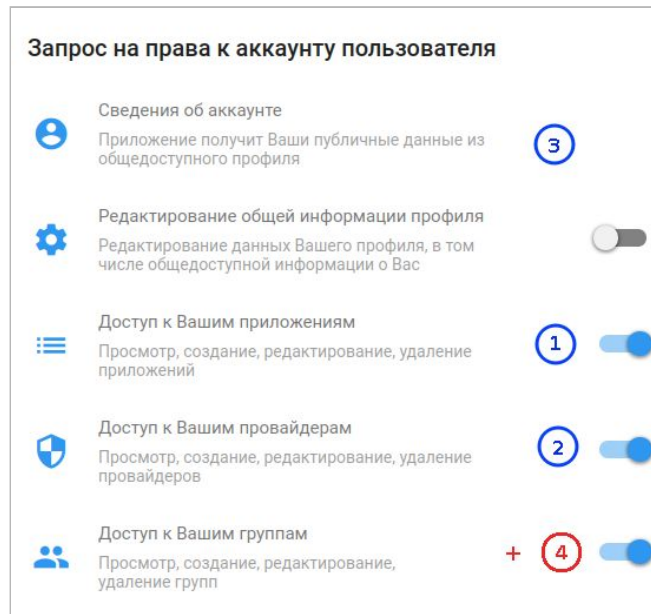 Запрос на права к аккаунту пользователя
Сведения об аккаунте
Приложение получит Ваши публичные данные из
общедоступного профиля
3
Редактирование общей информации профиля
Редактирование данных Вашего профиля, в том
числе общедоступной информации о Вас
Доступ к Вашим приложениям
1
Просмотр, создание, редактирование, удаление
приложений
Доступ к Вашим провайдерам
2
Просмотр, создание, редактирование, удаление
провайдеров
Доступ к Вашим группам
+ 4
Просмотр, создание, редактирование,
удаление групп